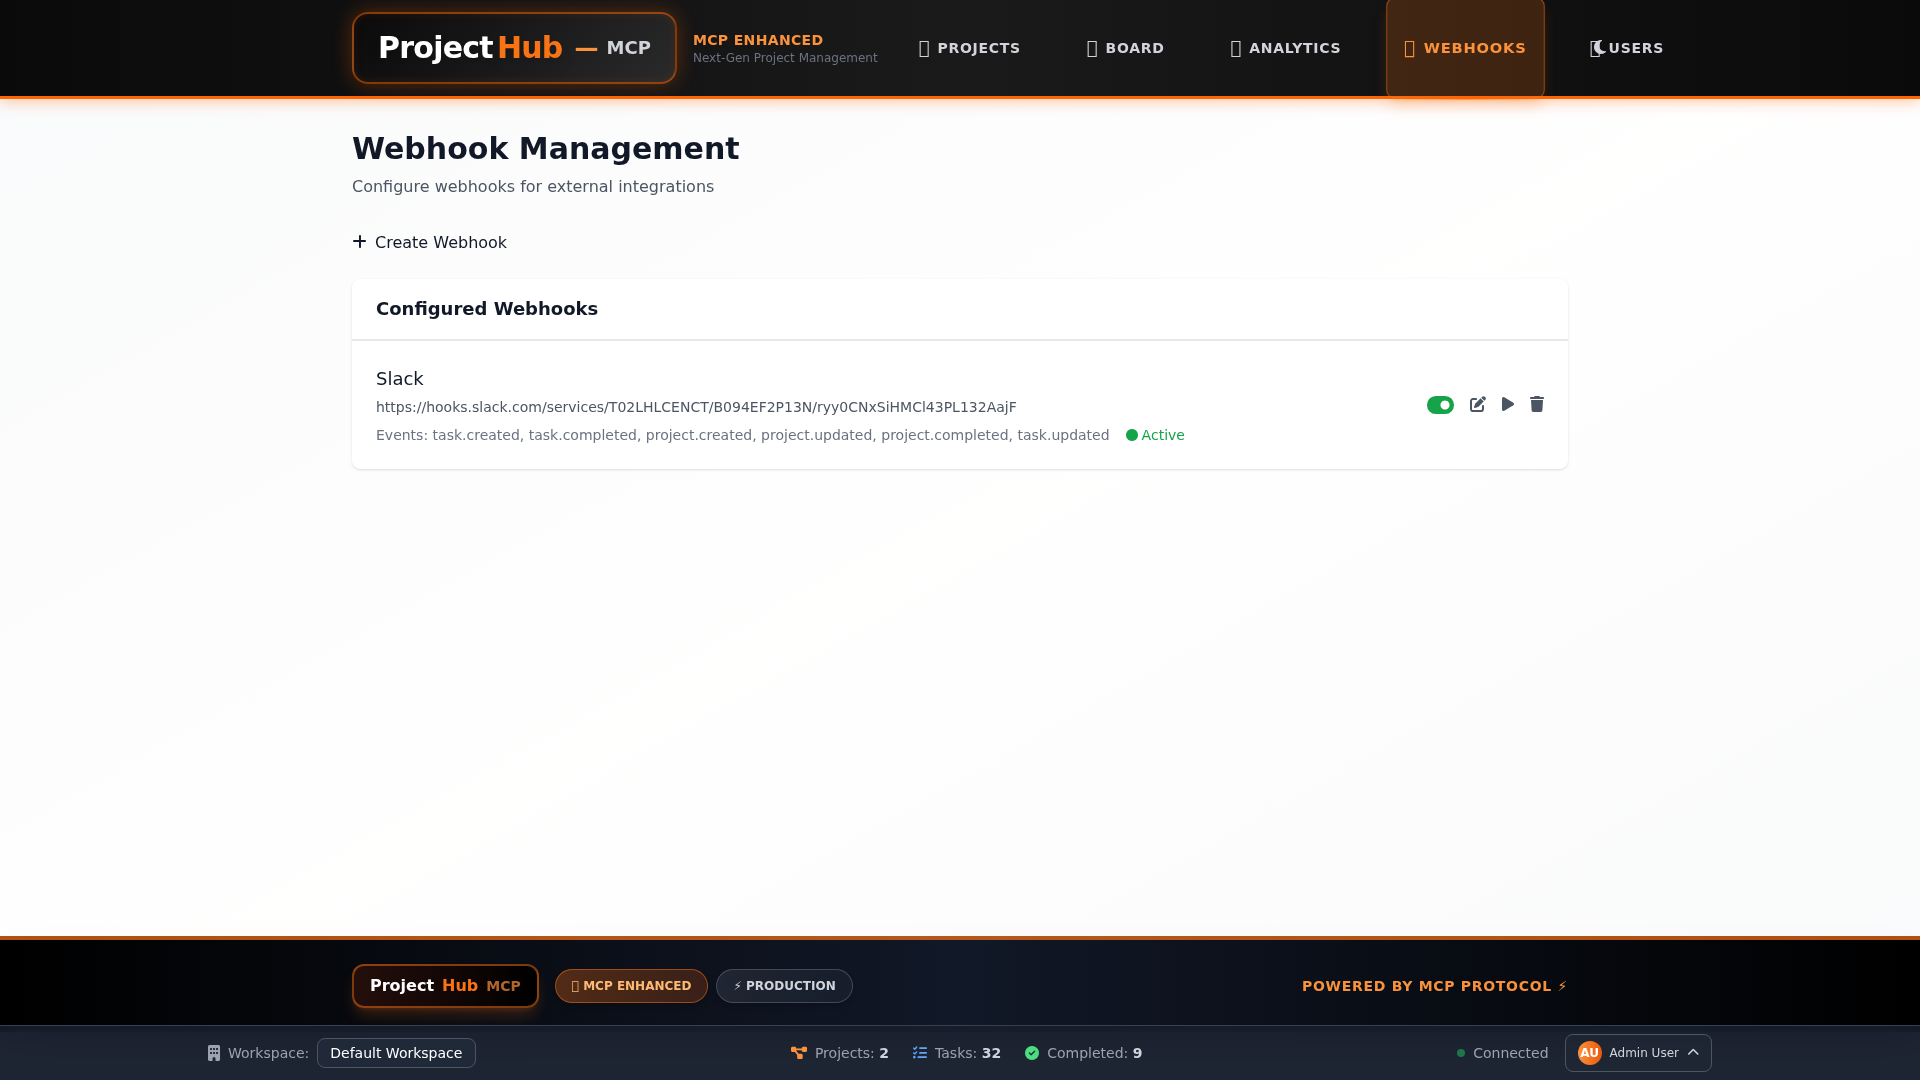 Project Hub — MCP
MCP ENHANCED
Next-Gen Project Management
PROJECTS
BOARD
ANALYTICS
WEBHOOKS
USERS
Webhook Management
Configure webhooks for external integrations
+ Create Webhook
Configured Webhooks
Slack
https://hooks.slack.com/services/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
Events: task.created, task.completed, project.created, project.updated, project.completed, task.updated
Active
Project Hub MCP
MCP ENHANCED
⚡ PRODUCTION
POWERED BY MCP PROTOCOL ⚡
Workspace: Default Workspace
Projects: 2
Tasks: 32
Completed: 9
Connected
AU Admin User